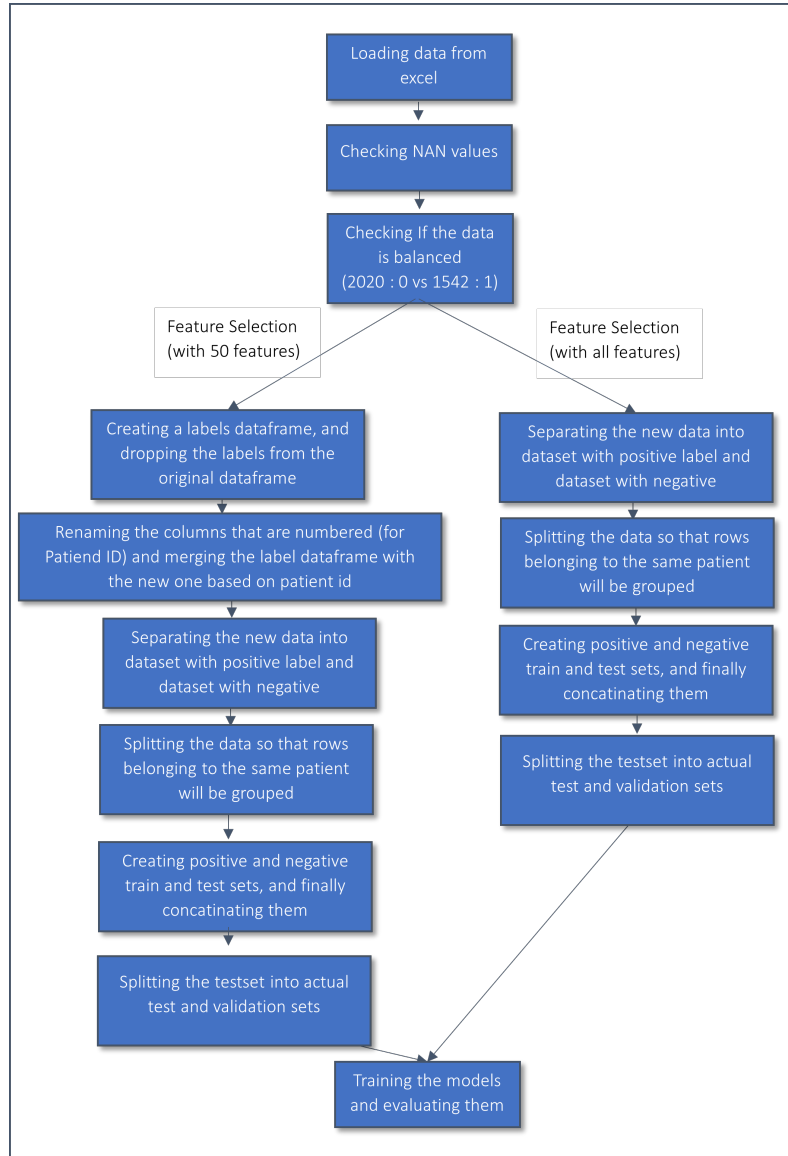 Loading data from
excel
Checking NAN values
Checking If the data
is balanced
(2020 : 0 vs 1542 : 1)
Feature Selection
(with 50 features)
Feature Selection
(with all features)
Creating a labels dataframe, and
dropping the labels from the
original dataframe
Renaming the columns that are numbered (for
Patiend ID) and merging the label dataframe with
the new one based on patient id
Separating the new data into
dataset with positive label and
dataset with negative
Splitting the data so that rows
belonging to the same patient
will be grouped
Creating positive and negative
train and test sets, and finally
concatinating them
Splitting the testset into actual
test and validation sets
Separating the new data into
dataset with positive label and
dataset with negative
Splitting the data so that rows
belonging to the same patient
will be grouped
Creating positive and negative
train and test sets, and finally
concatinating them
Splitting the testset into actual
test and validation sets
Training the models
and evaluating them